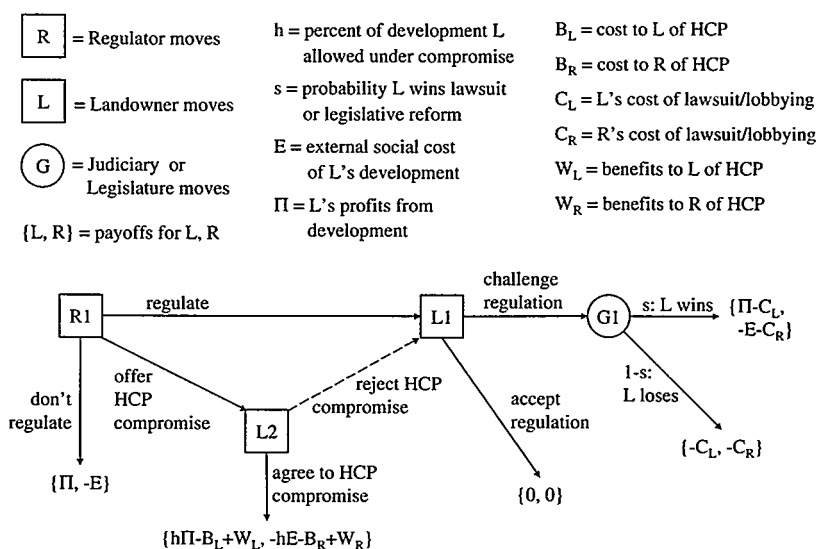 R = Regulator moves
L = Landowner moves
G = Judiciary or
Legislature moves
{L, R} = payoffs for L, R
h = percent of development L
allowed under compromise
s = probability L wins lawsuit
or legislative reform
E = external social cost
of L's development
Π = L's profits from
development
B_L = cost to L of HCP
B_R = cost to R of HCP
C_L = L's cost of lawsuit/lobbying
C_R = R's cost of lawsuit/lobbying
W_L = benefits to L of HCP
W_R = benefits to R of HCP
R1
regulate
L1
challenge
regulation
G1
s: L wins
{Π-C_L,
-E-C_R}
don't
regulate
offer
HCP
compromise
L2
reject HCP
compromise
accept
regulation
1-s:
L loses
{-C_L, -C_R}
{Π, -E}
agree to HCP
compromise
{0, 0}
{hΠ-B_L+W_L, -hE-B_R+W_R}